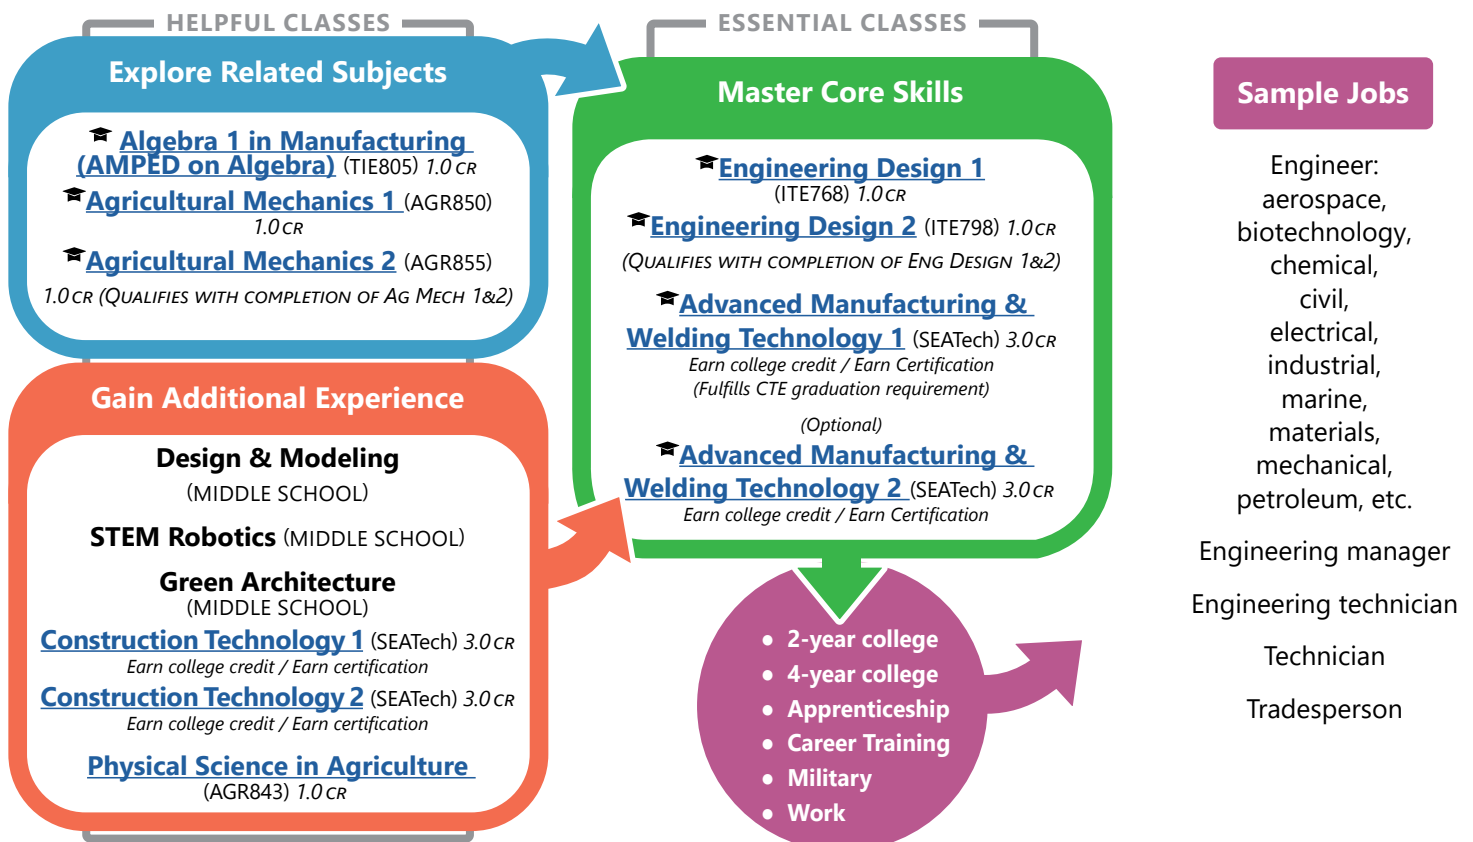 HELPFUL CLASSES
Explore Related Subjects
Algebra 1 in Manufacturing
(AMPED on Algebra) (TIE805) 1.0 CR
Agricultural Mechanics 1 (AGR850)
1.0 CR
Agricultural Mechanics 2 (AGR855)
1.0 CR (QUALIFIES WITH COMPLETION OF AG MECH 1&2)
Gain Additional Experience
Design & Modeling
(MIDDLE SCHOOL)
STEM Robotics (MIDDLE SCHOOL)
Green Architecture
(MIDDLE SCHOOL)
Construction Technology 1 (SEATech) 3.0 CR
Earn college credit / Earn certification
Construction Technology 2 (SEATech) 3.0 CR
Earn college credit / Earn certification
Physical Science in Agriculture
(AGR843) 1.0 CR
ESSENTIAL CLASSES
Master Core Skills
Engineering Design 1
(ITE768) 1.0 CR
Engineering Design 2 (ITE798) 1.0 CR
(QUALIFIES WITH COMPLETION OF ENG DESIGN 1&2)
Advanced Manufacturing &
Welding Technology 1 (SEATech) 3.0 CR
Earn college credit / Earn Certification
(Fulfills CTE graduation requirement)
(Optional)
Advanced Manufacturing &
Welding Technology 2 (SEATech) 3.0 CR
Earn college credit / Earn Certification
• 2-year college
• 4-year college
• Apprenticeship
• Career Training
• Military
• Work
Sample Jobs
Engineer:
aerospace,
biotechnology,
chemical,
civil,
electrical,
industrial,
marine,
materials,
mechanical,
petroleum, etc.
Engineering manager
Engineering technician
Technician
Tradesperson